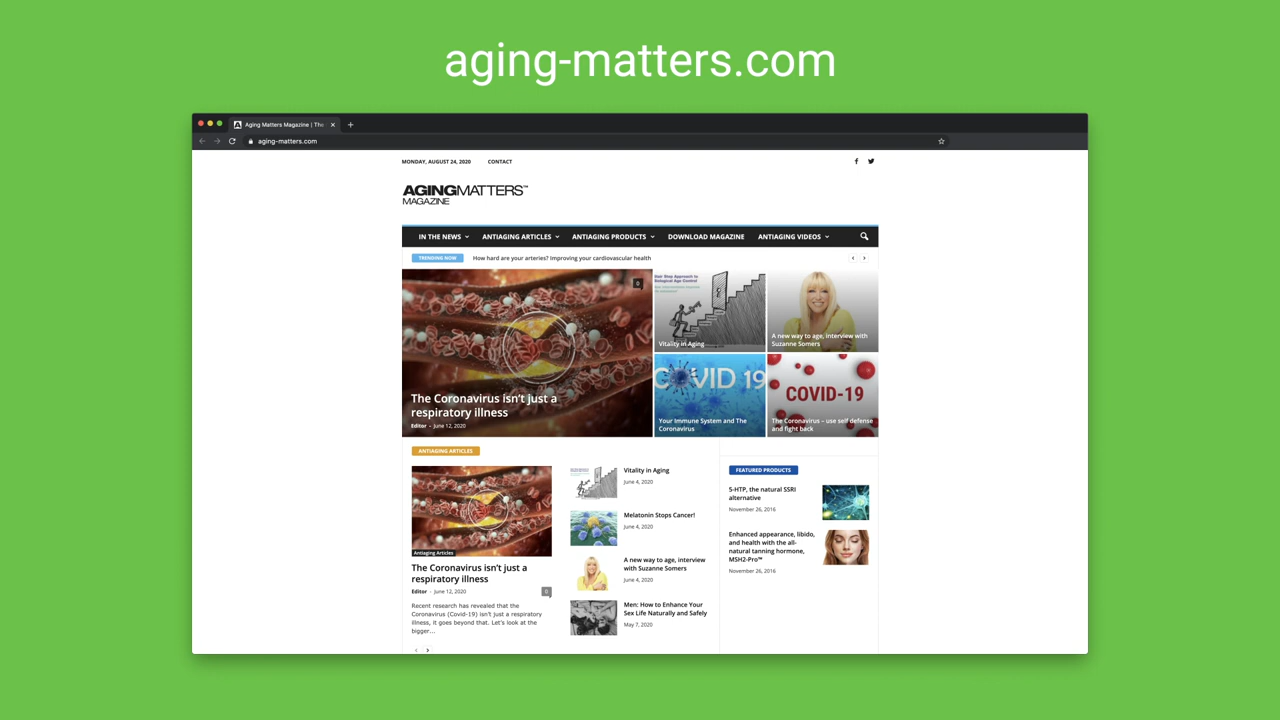 aging-matters.com
Aging Matters Magazine | The
aging-matters.com
MONDAY, AUGUST 24, 2020 CONTACT
AGINGMATTERS™
MAGAZINE
IN THE NEWS ANTIAGING ARTICLES ANTIAGING PRODUCTS DOWNLOAD MAGAZINE ANTIAGING VIDEOS
TRENDING NOW How hard are your arteries? Improving your cardiovascular health
0
The Coronavirus isn't just a
respiratory illness
Editor - June 12, 2020
Biological Age Control
Vitality in Aging
A new way to age, interview with
Suzanne Somers
COVID 19
Your Immune System and The
Coronavirus
COVID-19
The Coronavirus – use self defense
and fight back
ANTIAGING ARTICLES
Antiaging Articles
The Coronavirus isn't just a
respiratory illness
Editor - June 12, 2020 0
Recent research has revealed that the
Coronavirus (Covid-19) isn't just a respiratory
illness, it goes beyond that. Let's look at the
bigger...
Vitality in Aging
June 4, 2020
Melatonin Stops Cancer!
June 4, 2020
A new way to age, interview
with Suzanne Somers
June 4, 2020
Men: How to Enhance Your
Sex Life Naturally and Safely
May 7, 2020
FEATURED PRODUCTS
5-HTP, the natural SSRI
alternative
November 26, 2016
Enhanced appearance, libido,
and health with the all-
natural tanning hormone,
MSH2-Pro™
November 26, 2016